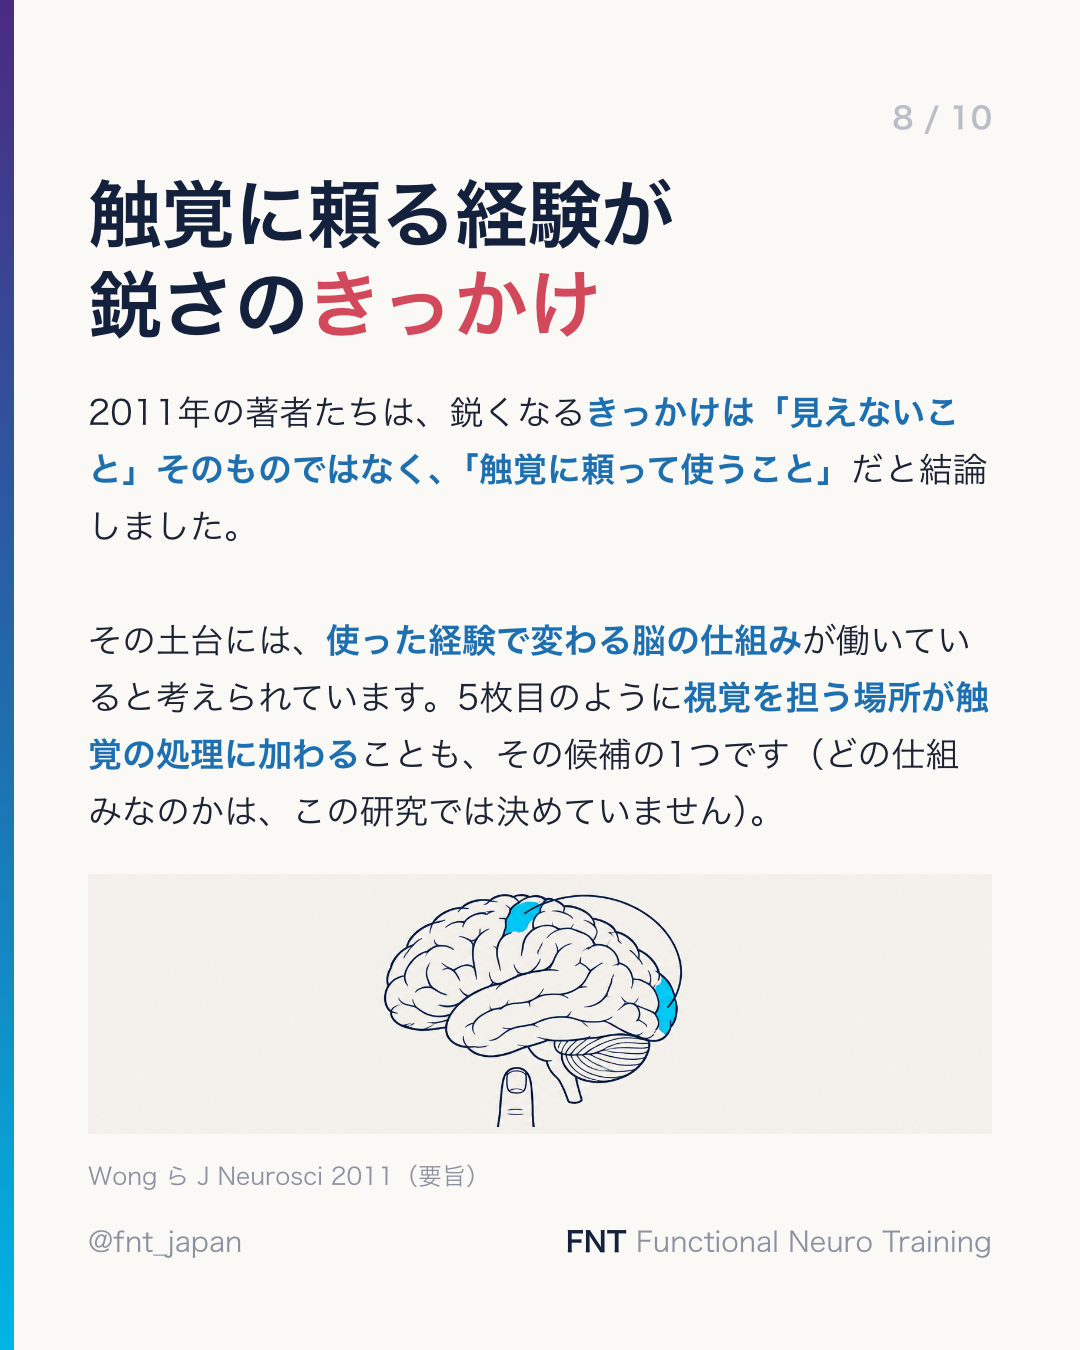 8 / 10
触覚に頼る経験が
鋭さのきっかけ
2011年の著者たちは、鋭くなるきっかけは「見えないこ
と」そのものではなく、「触覚に頼って使うこと」だと結論
しました。
その土台には、使った経験で変わる脳の仕組みが働いてい
ると考えられています。5枚目のように視覚を担う場所が触
覚の処理に加わることも、その候補の1つです（どの仕組
みなのかは、この研究では決めていません）。
Wong ら J Neurosci 2011（要旨）
@fnt_japan
FNT Functional Neuro Training